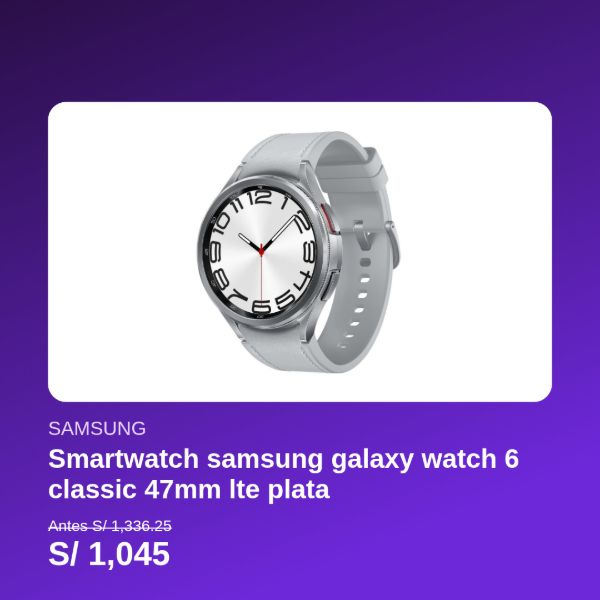 SAMSUNG
Smartwatch samsung galaxy watch 6
classic 47mm lte plata
Antes S/ 1,336.25
S/ 1,045